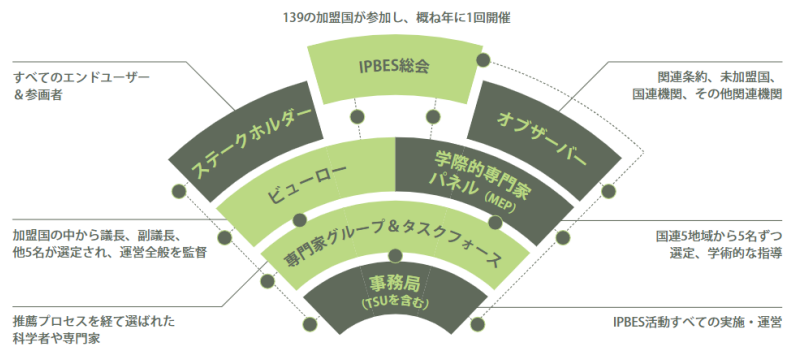 139の加盟国が参加し、概ね年に1回開催
IPBES総会
すべてのエンドユーザー
＆参画者
ステークホルダー
オブザーバー
関連条約、未加盟国、
国連機関、その他関連機関
ビューロー
学際的専門家
パネル（MEP）
加盟国の中から議長、副議長、
他5名が選定され、運営全般を監督
専門家グループ＆タスクフォース
国連5地域から5名ずつ
選定、学術的な指導
事務局
（TSUを含む）
推薦プロセスを経て選ばれた
科学者や専門家
IPBES活動すべての実施・運営